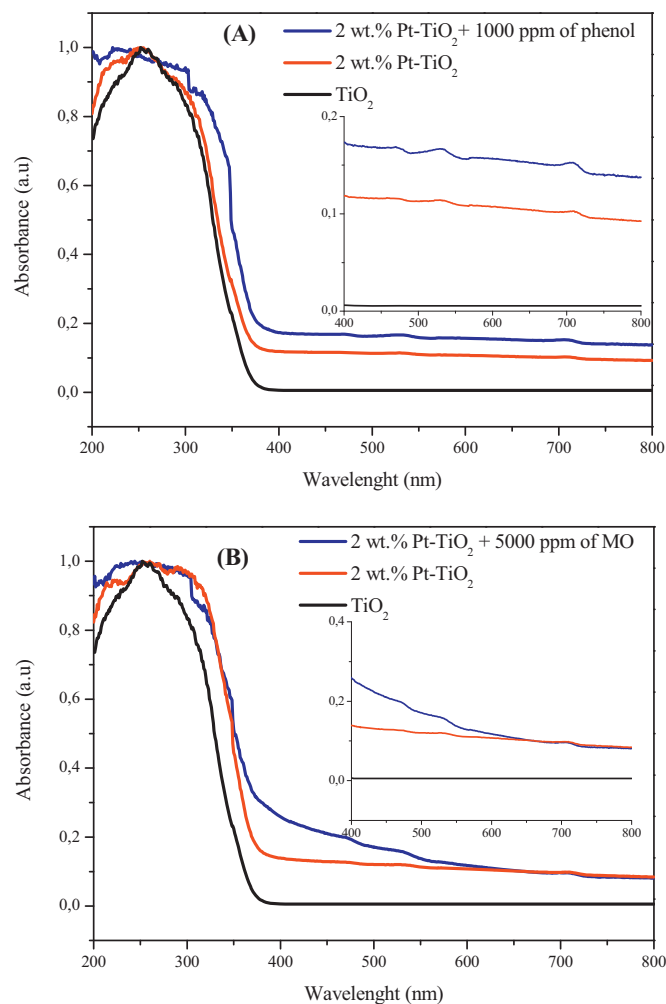 (A)
2 wt.% Pt-TiO₂ + 1000 ppm of phenol
2 wt.% Pt-TiO₂
TiO₂
1,0
0,8
0,6
0,4
0,2
0,0
Absorbance (a.u)
0,2
0,1
0,0
400 500 600 700 800
200 300 400 500 600 700 800
Wavelenght (nm)
(B)
2 wt.% Pt-TiO₂ + 5000 ppm of MO
2 wt.% Pt-TiO₂
TiO₂
1,0
0,8
0,6
0,4
0,2
0,0
Absorbance (a.u)
0,4
0,2
0,0
400 500 600 700 800
200 300 400 500 600 700 800
Wavelenght (nm)